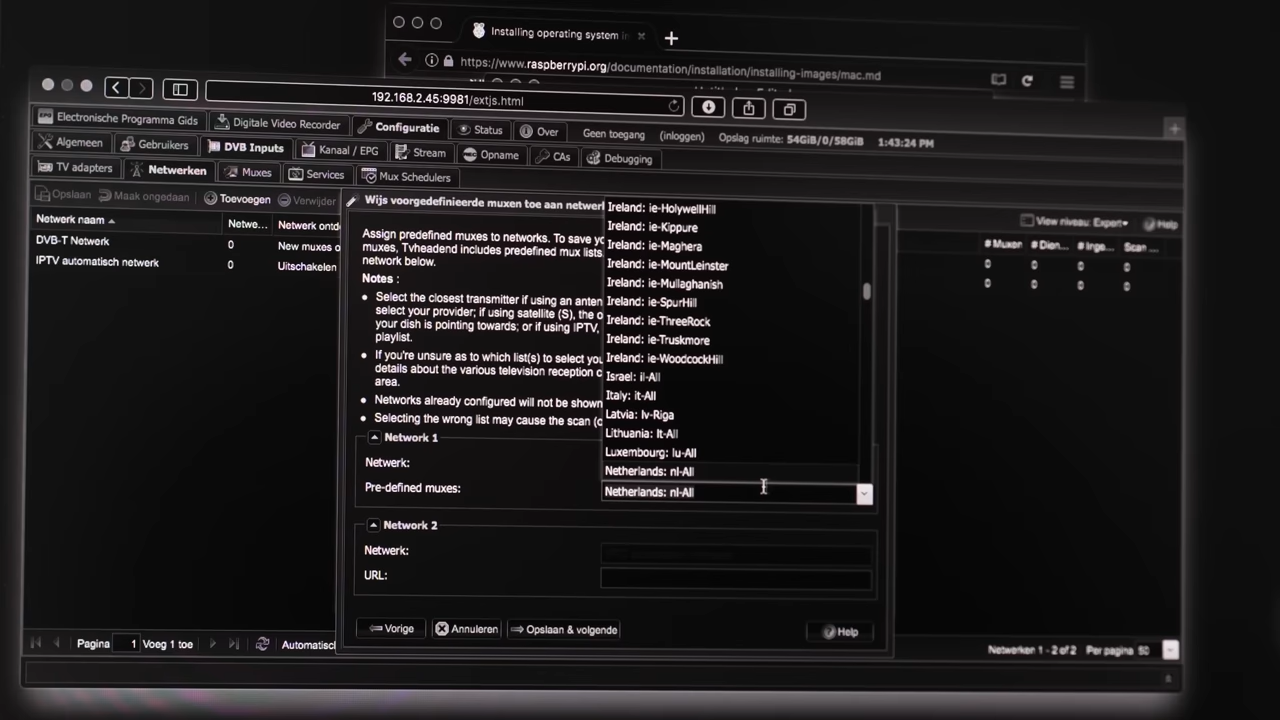 Installing operating system in
https://www.raspberrypi.org/documentation/installation/installing-images/mac.md
192.168.2.45:9981/extjs.html
Electronische Programma Gids
Digitale Video Recorder
Configuratie
Status
Over
Geen toegang
(inloggen)
Opslag ruimte: 54GiB/0/58GiB
1:43:24 PM
Algemeen
Gebruikers
DVB Inputs
Kanaal / EPG
Stream
Opname
CAs
Debugging
TV adapters
Netwerken
Muxes
Services
Mux Schedulers
Opslaan
Maak ongedaan
Toevoegen
Verwijder
View niveau: Expert
Help
Netwerk naam
Netwe...
Netwerk ontd
# Muxen
# Dien...
# Inge...
Scan ...
DVB-T Netwerk
0
New muxes o
0
0
0
0
IPTV automatisch netwerk
0
Uitschakelen
0
0
0
0
Wijs voorgedefinieerde muxen toe aan netwer
Assign predefined muxes to networks. To save yo
muxes, Tvheadend includes predefined mux lists.
network below.
Notes :
Select the closest transmitter if using an anten
select your provider; if using satellite (S), the o
your dish is pointing towards; or if using IPTV,
playlist.
If you're unsure as to which list(s) to select you
details about the various television reception c
area.
Networks already configured will not be shown
Selecting the wrong list may cause the scan (o
Network 1
Netwerk:
Pre-defined muxes:
Ireland: ie-HolywellHill
Ireland: ie-Kippure
Ireland: ie-Maghera
Ireland: ie-MountLeinster
Ireland: ie-Mullaghanish
Ireland: ie-SpurHill
Ireland: ie-ThreeRock
Ireland: ie-Truskmore
Ireland: ie-WoodcockHill
Israel: il-All
Italy: it-All
Latvia: lv-Riga
Lithuania: lt-All
Luxembourg: lu-All
Netherlands: nl-All
Netherlands: nl-All
Network 2
Netwerk:
URL:
Vorige
Annuleren
Opslaan & volgende
Help
Pagina
1
Voeg 1 toe
Automatisch
Netwerken 1 - 2 of 2
Per pagina
50